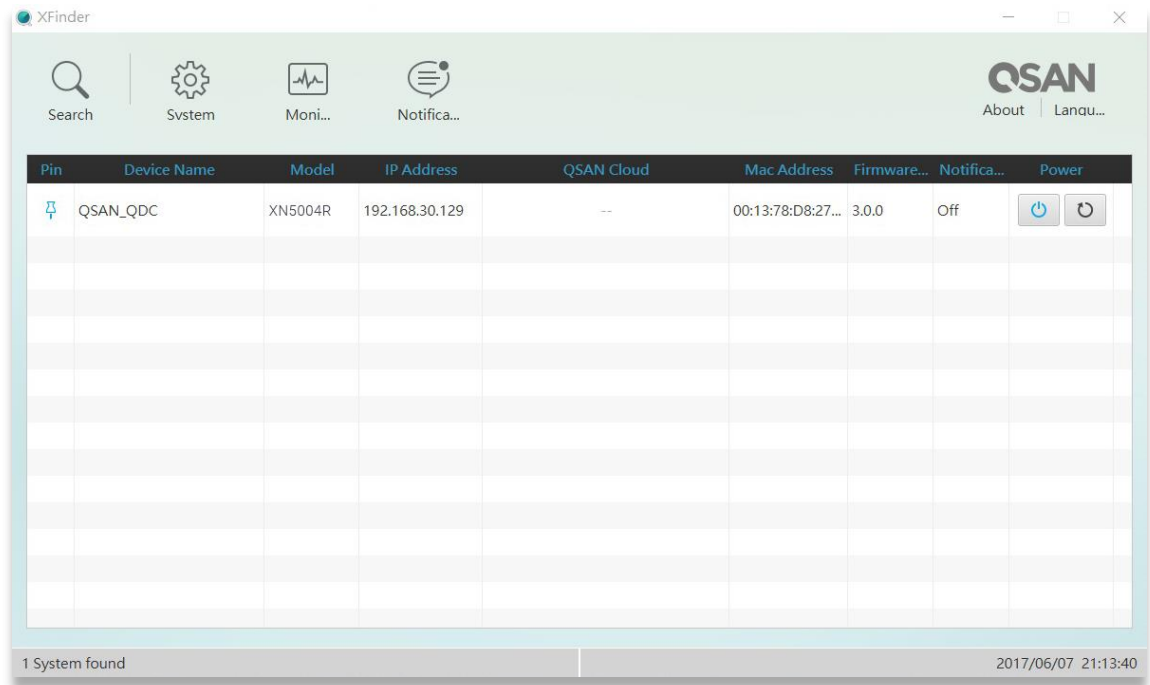 XFinder
QSAN
Search System Moni... Notifica... About Langu...
Pin Device Name Model IP Address QSAN Cloud Mac Address Firmware... Notifica... Power
QSAN_QDC XN5004R 192.168.30.129 -- 00:13:78:D8:27... 3.0.0 Off
1 System found 2017/06/07 21:13:40